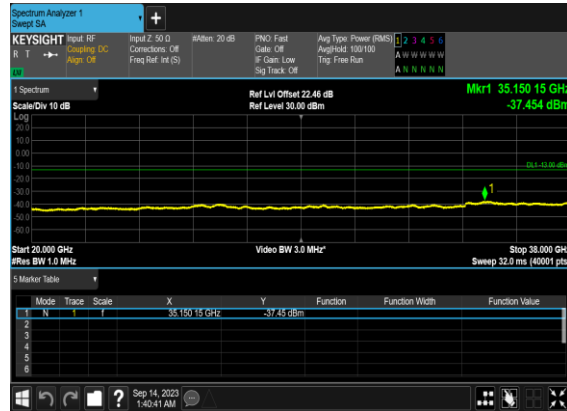 Spectrum Analyzer 1
Swept SA
+
KEYSIGHT Input: RF Input Z: 50 Ω #Atten: 20 dB PNO: Fast Avg Type: Power (RMS) 1 2 3 4 5 6
R T Coupling: DC Corrections: Off Gate: Off Avg|Hold: 100/100 A W W W W W
Align: Off Freq Ref: Int (S) IF Gain: Low Trig: Free Run
Sig Track: Off A N N N N N
1 Spectrum Ref Lvl Offset 22.46 dB Mkr1 35.150 15 GHz
Scale/Div 10 dB Ref Level 30.00 dBm -37.454 dBm
Log
20.0
10.0
0.00
-10.0 DL1 -13.00 dBm
-20.0
-30.0 1
-40.0
-50.0
-60.0
Start 20.000 GHz Video BW 3.0 MHz* Stop 38.000 GHz
#Res BW 1.0 MHz Sweep 32.0 ms (40001 pts
5 Marker Table
Mode Trace Scale X Y Function Function Width Function Value
1 N 1 f 35.150 15 GHz -37.45 dBm
2
3
4
5
6
? Sep 14, 2023
1:40:41 AM